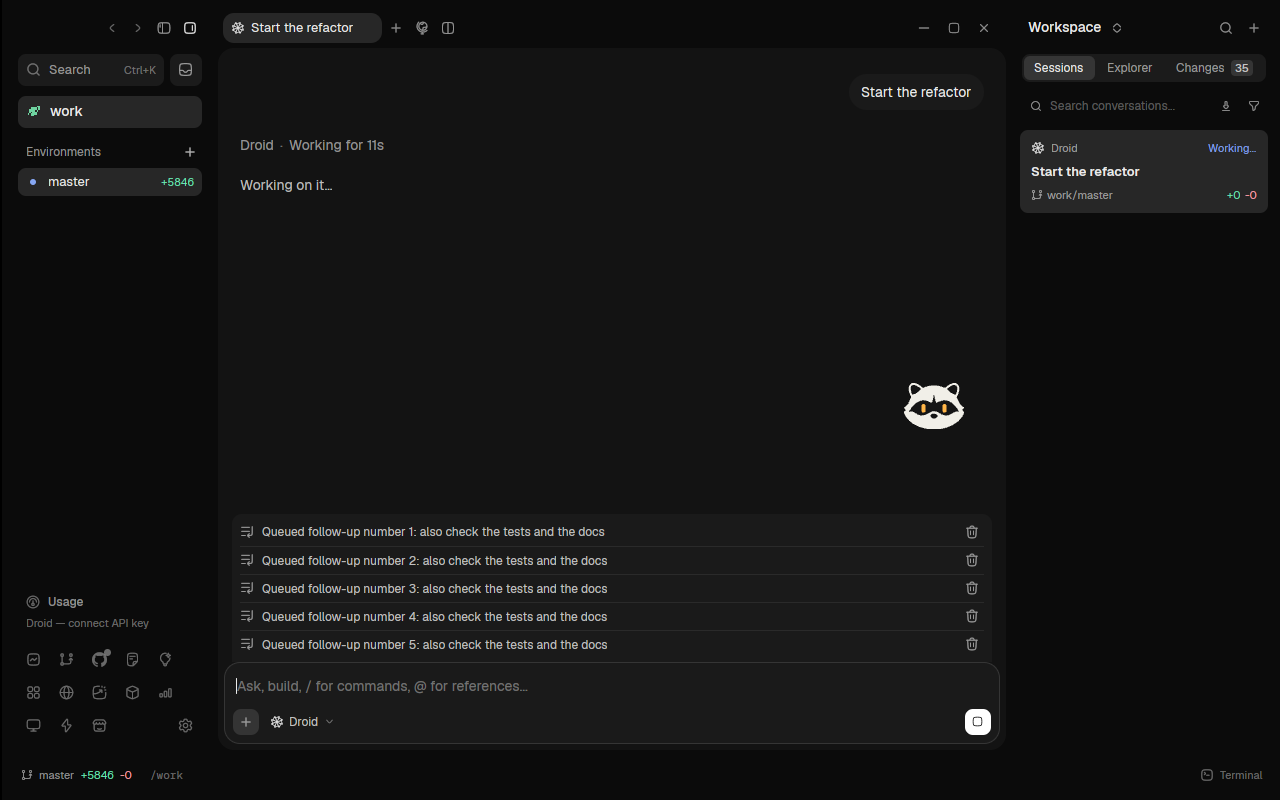 Start the refactor
Workspace
Search Ctrl+K
work
Environments
master +5846
Usage
Droid — connect API key
master +5846 -0 /work
Start the refactor
Droid · Working for 11s
Working on it...
Queued follow-up number 1: also check the tests and the docs
Queued follow-up number 2: also check the tests and the docs
Queued follow-up number 3: also check the tests and the docs
Queued follow-up number 4: also check the tests and the docs
Queued follow-up number 5: also check the tests and the docs
Ask, build, / for commands, @ for references...
Droid
Sessions Explorer Changes 35
Search conversations...
Droid Working...
Start the refactor
work/master +0 -0
Terminal